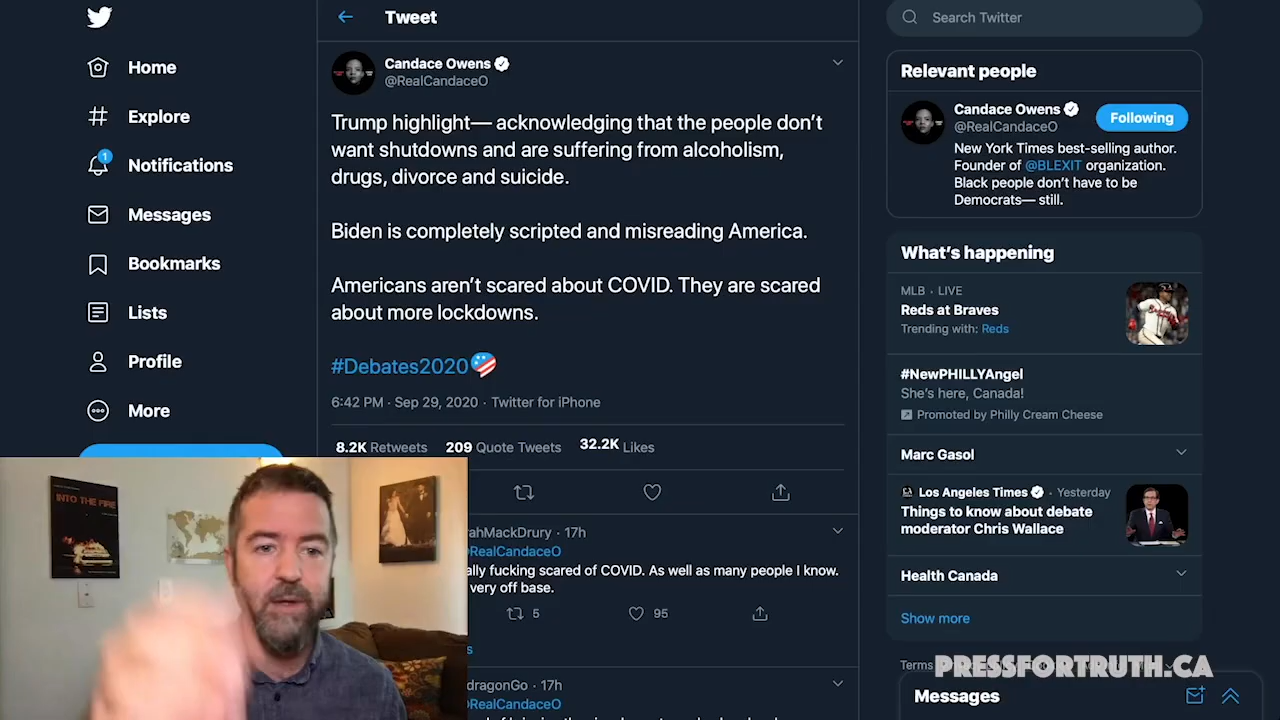 Home
Explore
1
Notifications
Messages
Bookmarks
Lists
Profile
More
Tweet
Candace Owens
@RealCandaceO
Trump highlight— acknowledging that the people don't
want shutdowns and are suffering from alcoholism,
drugs, divorce and suicide.
Biden is completely scripted and misreading America.
Americans aren't scared about COVID. They are scared
about more lockdowns.
#Debates2020
6:42 PM · Sep 29, 2020 · Twitter for iPhone
8.2K Retweets 209 Quote Tweets 32.2K Likes
ahMackDrury · 17h
@RealCandaceO
ally fucking scared of COVID. As well as many people I know.
very off base.
5 95
dragonGo · 17h
@RealCandaceO
Search Twitter
Relevant people
Candace Owens
@RealCandaceO
Following
New York Times best-selling author.
Founder of @BLEXIT organization.
Black people don't have to be
Democrats— still.
What's happening
MLB · LIVE
Reds at Braves
Trending with: Reds
#NewPHILLYAngel
She's here, Canada!
Promoted by Philly Cream Cheese
Marc Gasol
Los Angeles Times · Yesterday
Things to know about debate
moderator Chris Wallace
Health Canada
Show more
Terms
PRESSFORTRUTH.CA
Messages
INTO THE FIRE